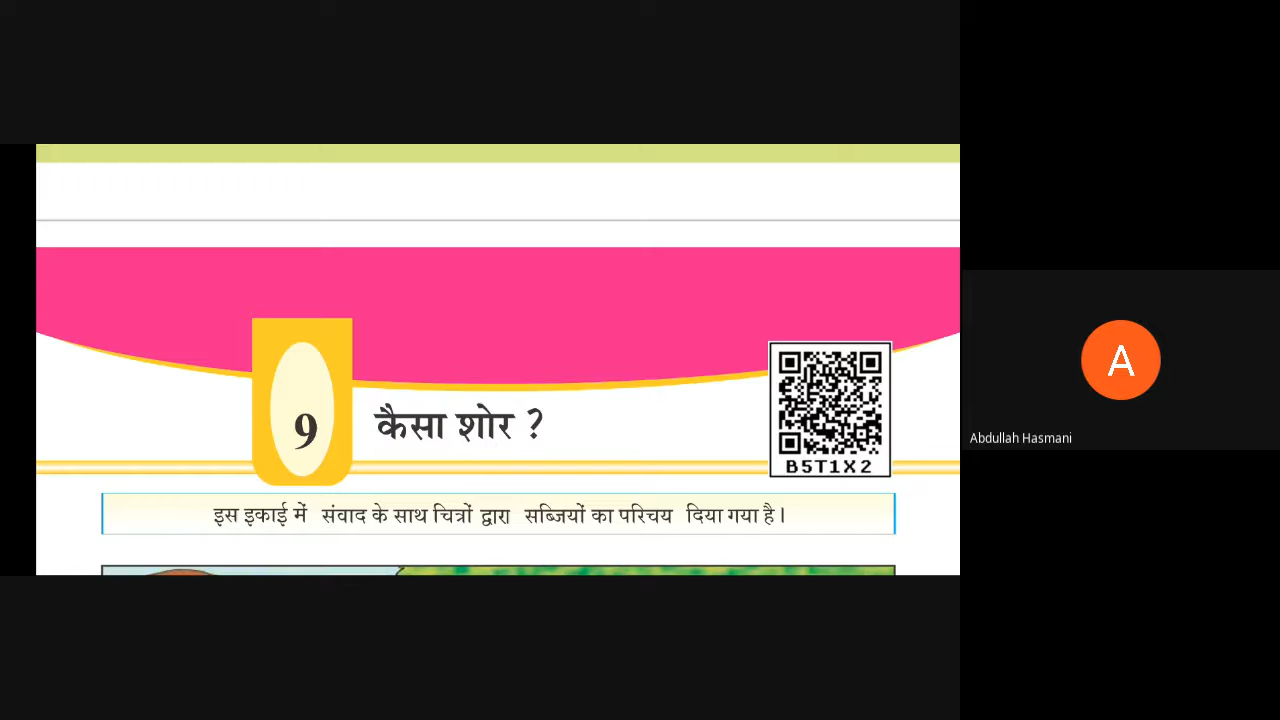 9 कैसा शोर ?
B5T1X2
इस इकाई में संवाद के साथ चित्रों द्वारा सब्जियों का परिचय दिया गया है।
A
Abdullah Hasmani